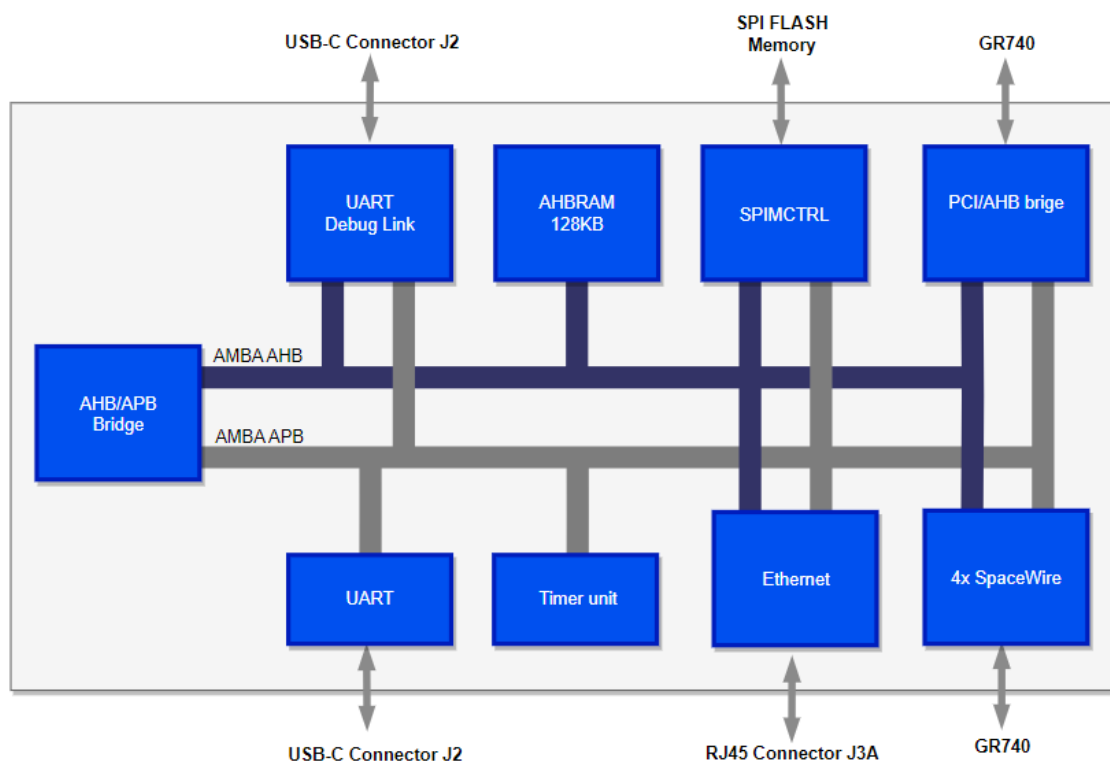 USB-C Connector J2
SPI FLASH
Memory
GR740
UART
Debug Link
AHBRAM
128KB
SPIMCTRL
PCI/AHB brige
AMBA AHB
AHB/APB
Bridge
AMBA APB
UART
Timer unit
Ethernet
4x SpaceWire
USB-C Connector J2
RJ45 Connector J3A
GR740